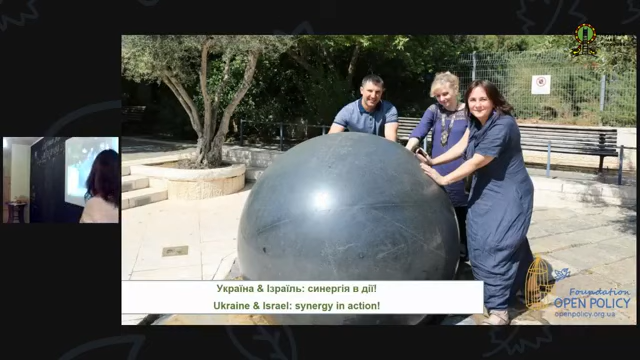 Україна & Ізраїль: синергія в дії!
Ukraine & Israel: synergy in action!
Foundation
OPEN POLICY
openpolicy.org.ua